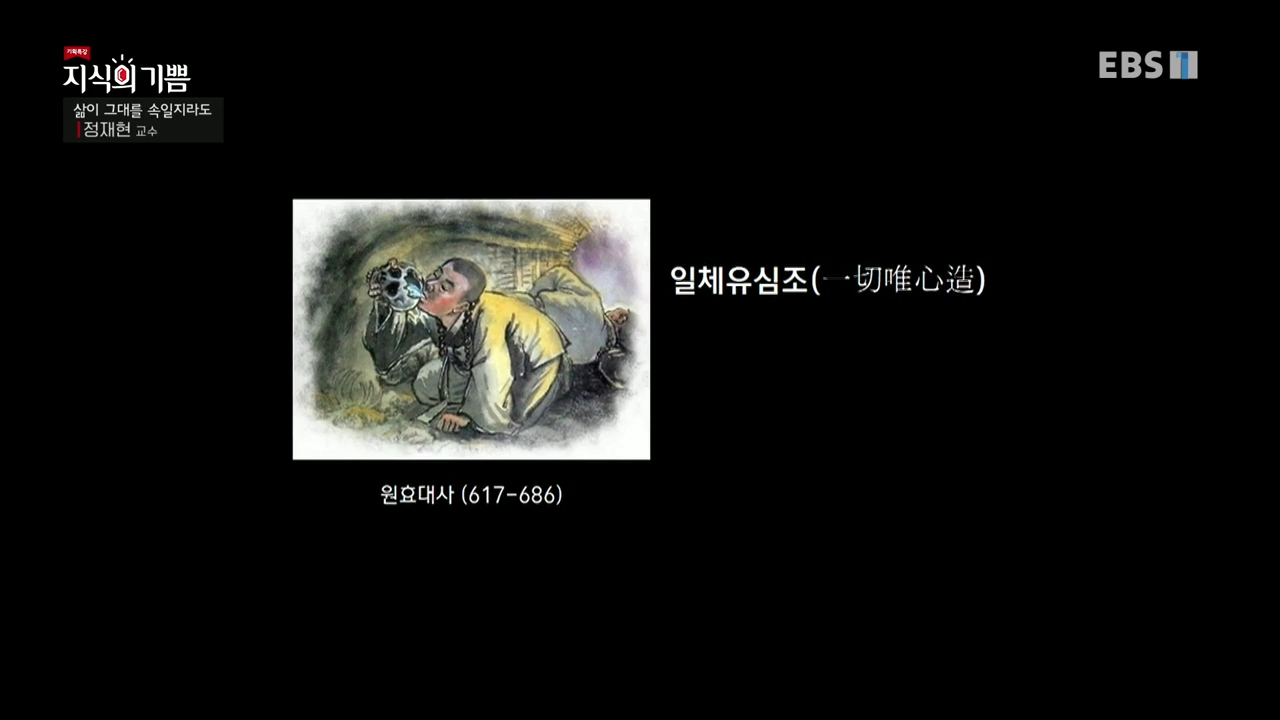 기획특강
지식의 기쁨
삶이 그대를 속일지라도
정재현 교수
EBS 1
일체유심조(一切唯心造)
원효대사 (617-686)